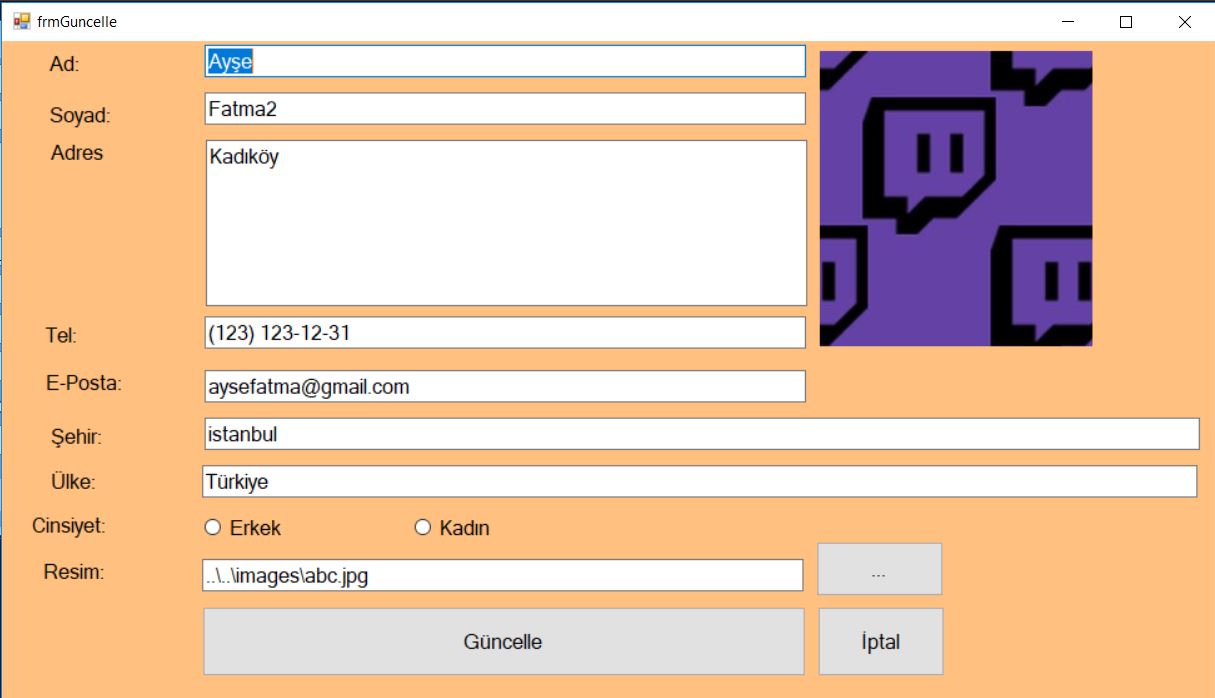 frmGuncelle
Ad: Ayşe
Soyad: Fatma2
Adres Kadıköy
Tel: (123) 123-12-31
E-Posta: aysefatma@gmail.com
Şehir: istanbul
Ülke: Türkiye
Cinsiyet: Erkek Kadın
Resim: ..\..\images\abc.jpg ...
Güncelle İptal